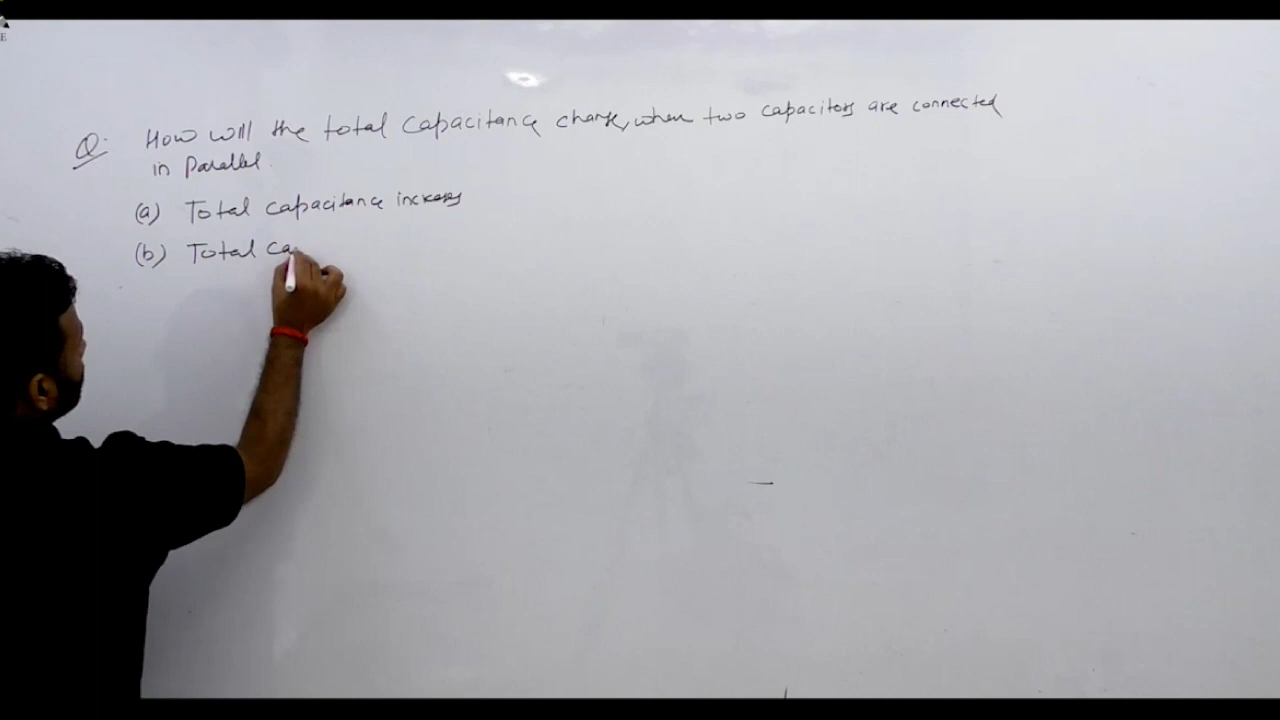 E
Q. How will the total capacitance change, when two capacitors are connected
in Parallel.
(a) Total capacitance increases
(b) Total ca